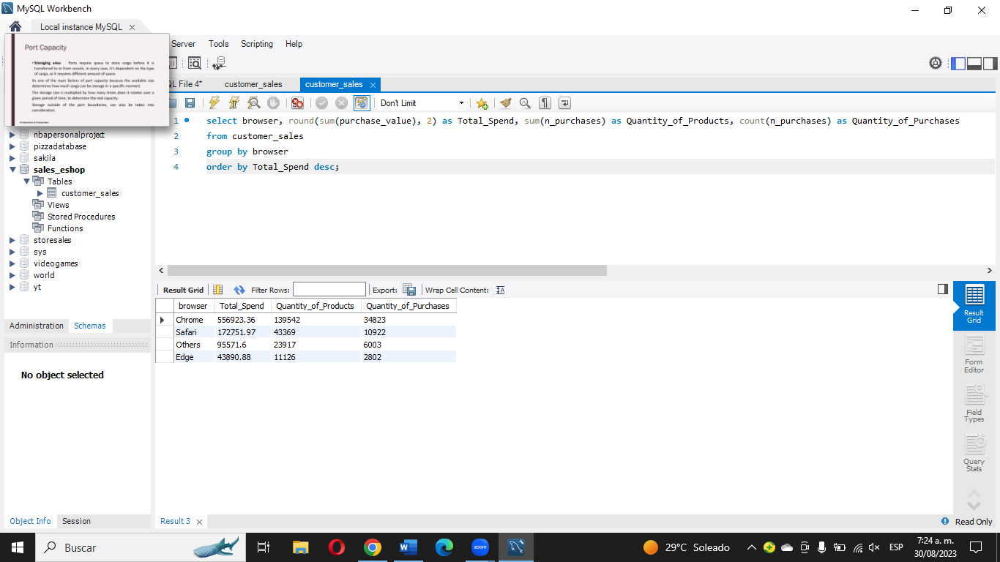 MySQL Workbench
Local instance MySQL
Server Tools Scripting Help
Port Capacity
• Storaging area: Ports require space to store cargo before it is
transferred to or from vessels. In every case, it's dependent on the type
of cargo, as it requires different amount of space.
Its one of the main factors of port capacity because the available size
determines how much cargo can be storage in a specific moment.
The storage size is multiplied by how many times does it rotates over a
given period of time, to determine the real capacity.
Storage outside of the port boundaries, can also be taken into
consideration.
QL File 4* customer_sales customer_sales
Don't Limit
1 select browser, round(sum(purchase_value), 2) as Total_Spend, sum(n_purchases) as Quantity_of_Products, count(n_purchases) as Quantity_of_Purchases
2 from customer_sales
3 group by browser
4 order by Total_Spend desc;
nbapersonalproject
pizzadatabase
sakila
sales_eshop
Tables
customer_sales
Views
Stored Procedures
Functions
storesales
sys
videogames
world
yt
Administration Schemas
Information
No object selected
Object Info Session
Result Grid Filter Rows: Export: Wrap Cell Content:
browser Total_Spend Quantity_of_Products Quantity_of_Purchases
Chrome 556923.36 139542 34823
Safari 172751.97 43369 10922
Others 95571.6 23917 6003
Edge 43890.88 11126 2802
Result
Grid
Form
Editor
Field
Types
Query
Stats
Result 3
Read Only
Buscar
zoom
29°C Soleado
ESP
7:24 a. m.
30/08/2023